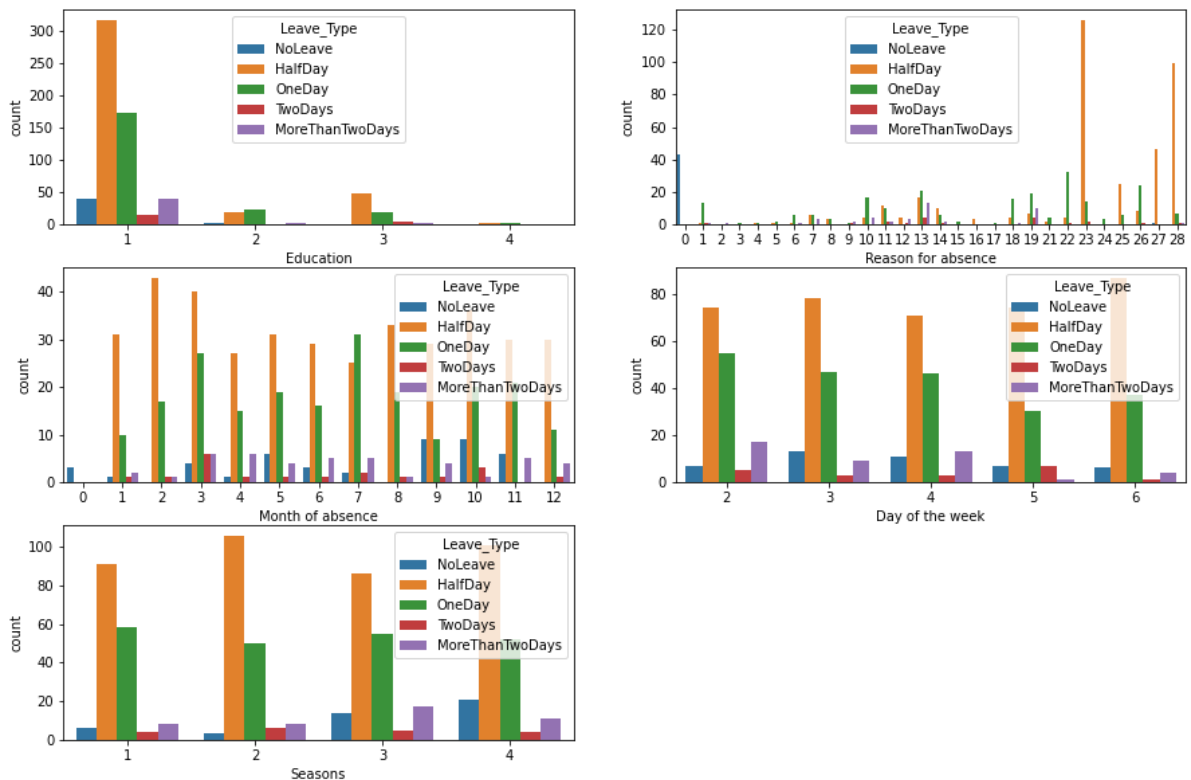 300
250
200
150
100
50
0
count
Leave_Type
NoLeave
HalfDay
OneDay
TwoDays
MoreThanTwoDays
1 2 3 4
Education
120
100
80
60
40
20
0
count
Leave_Type
NoLeave
HalfDay
OneDay
TwoDays
MoreThanTwoDays
0 1 2 3 4 5 6 7 8 9 10 11 12 13 14 15 16 17 18 19 21 22 23 24 25 26 27 28
Reason for absence
40
30
20
10
0
count
Leave_Type
NoLeave
HalfDay
OneDay
TwoDays
MoreThanTwoDays
0 1 2 3 4 5 6 7 8 9 10 11 12
Month of absence
80
60
40
20
0
count
Leave_Type
NoLeave
HalfDay
OneDay
TwoDays
MoreThanTwoDays
2 3 4 5 6
Day of the week
100
80
60
40
20
0
count
Leave_Type
NoLeave
HalfDay
OneDay
TwoDays
MoreThanTwoDays
1 2 3 4
Seasons